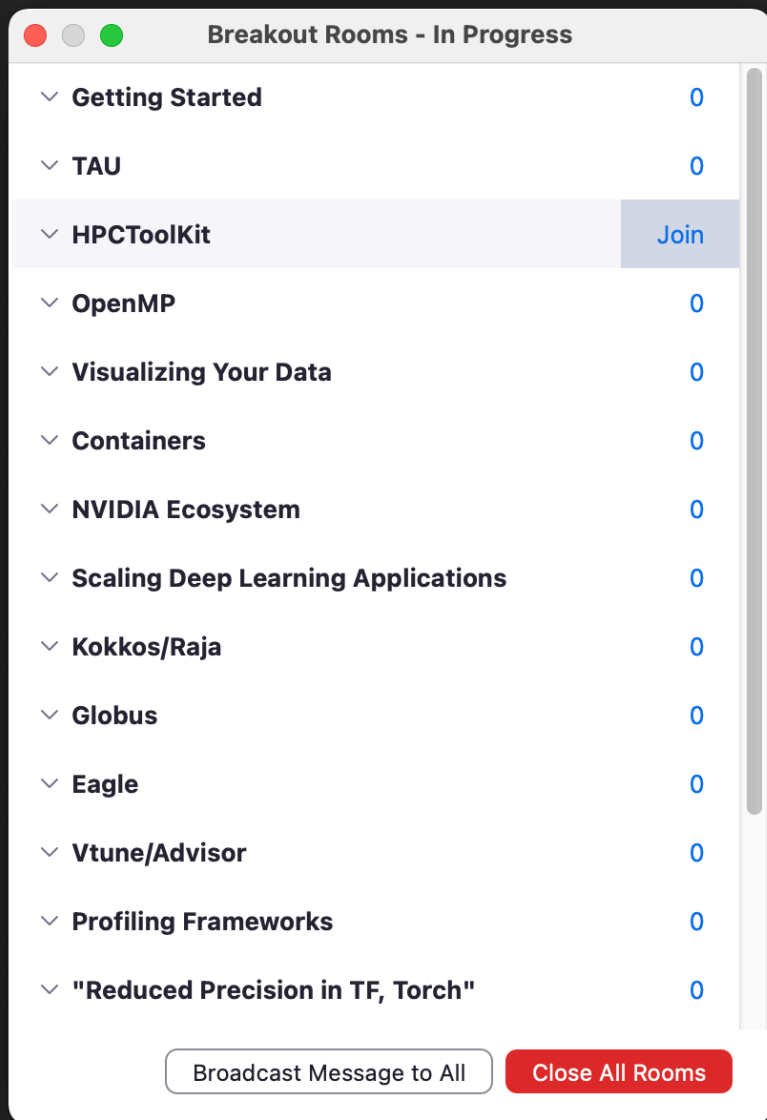 Breakout Rooms - In Progress
Getting Started 0
TAU 0
HPCToolKit Join
OpenMP 0
Visualizing Your Data 0
Containers 0
NVIDIA Ecosystem 0
Scaling Deep Learning Applications 0
Kokkos/Raja 0
Globus 0
Eagle 0
Vtune/Advisor 0
Profiling Frameworks 0
"Reduced Precision in TF, Torch" 0
Broadcast Message to All Close All Rooms